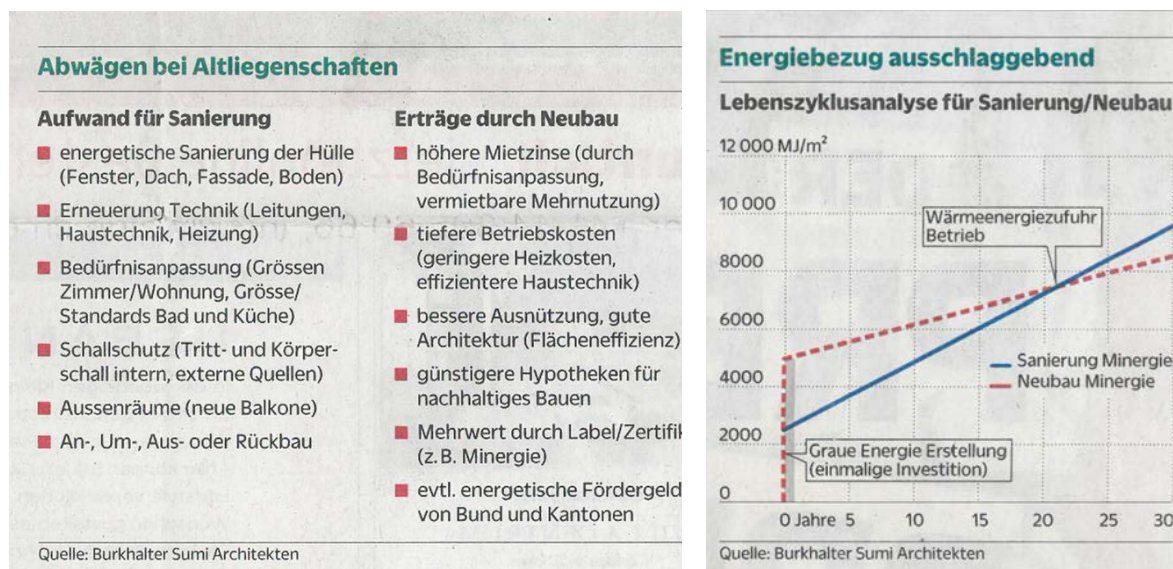 Abwägen bei Altliegenschaften
Aufwand für Sanierung
energetische Sanierung der Hülle
(Fenster, Dach, Fassade, Boden)
Erneuerung Technik (Leitungen,
Haustechnik, Heizung)
Bedürfnisanpassung (Grössen
Zimmer/Wohnung, Grösse/
Standards Bad und Küche)
Schallschutz (Tritt- und Körper-
schall intern, externe Quellen)
Aussenräume (neue Balkone)
An-, Um-, Aus- oder Rückbau
Erträge durch Neubau
höhere Mietzinse (durch
Bedürfnisanpassung,
vermietbare Mehrnutzung)
tiefere Betriebskosten
(geringere Heizkosten,
effizientere Haustechnik)
bessere Ausnützung, gute
Architektur (Flächeneffizienz)
günstigere Hypotheken für
nachhaltiges Bauen
Mehrwert durch Label/Zertifik
(z. B. Minergie)
evtl. energetische Fördergeld
von Bund und Kantonen
Quelle: Burkhalter Sumi Architekten
Energiebezug ausschlaggebend
Lebenszyklusanalyse für Sanierung/Neubau
12 000 MJ/m²
10 000
8000
6000
4000
2000
0
Wärmeenergiezufuhr
Betrieb
Sanierung Minergie
Neubau Minergie
Graue Energie Erstellung
(einmalige Investition)
0 Jahre 5 10 15 20 25 30
Quelle: Burkhalter Sumi Architekten